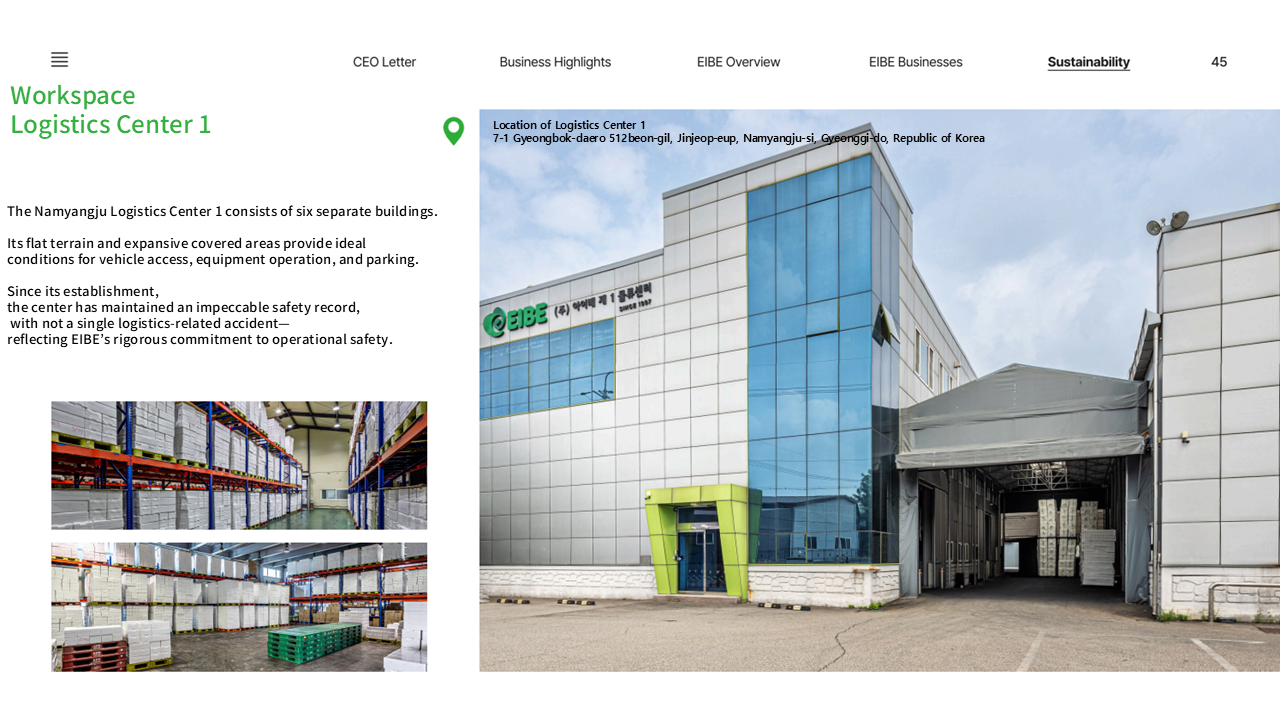 CEO Letter
Business Highlights
EIBE Overview
EIBE Businesses
Sustainability
45
Workspace
Logistics Center 1
Location of Logistics Center 1
7-1 Gyeongbok-daero 512beon-gil, Jinjeop-eup, Namyangju-si, Gyeonggi-do, Republic of Korea
The Namyangju Logistics Center 1 consists of six separate buildings.
Its flat terrain and expansive covered areas provide ideal
conditions for vehicle access, equipment operation, and parking.
Since its establishment,
the center has maintained an impeccable safety record,
with not a single logistics-related accident—
reflecting EIBE’s rigorous commitment to operational safety.
EIBE (주) 아이배 제 1 물류센터
SINCE 1997